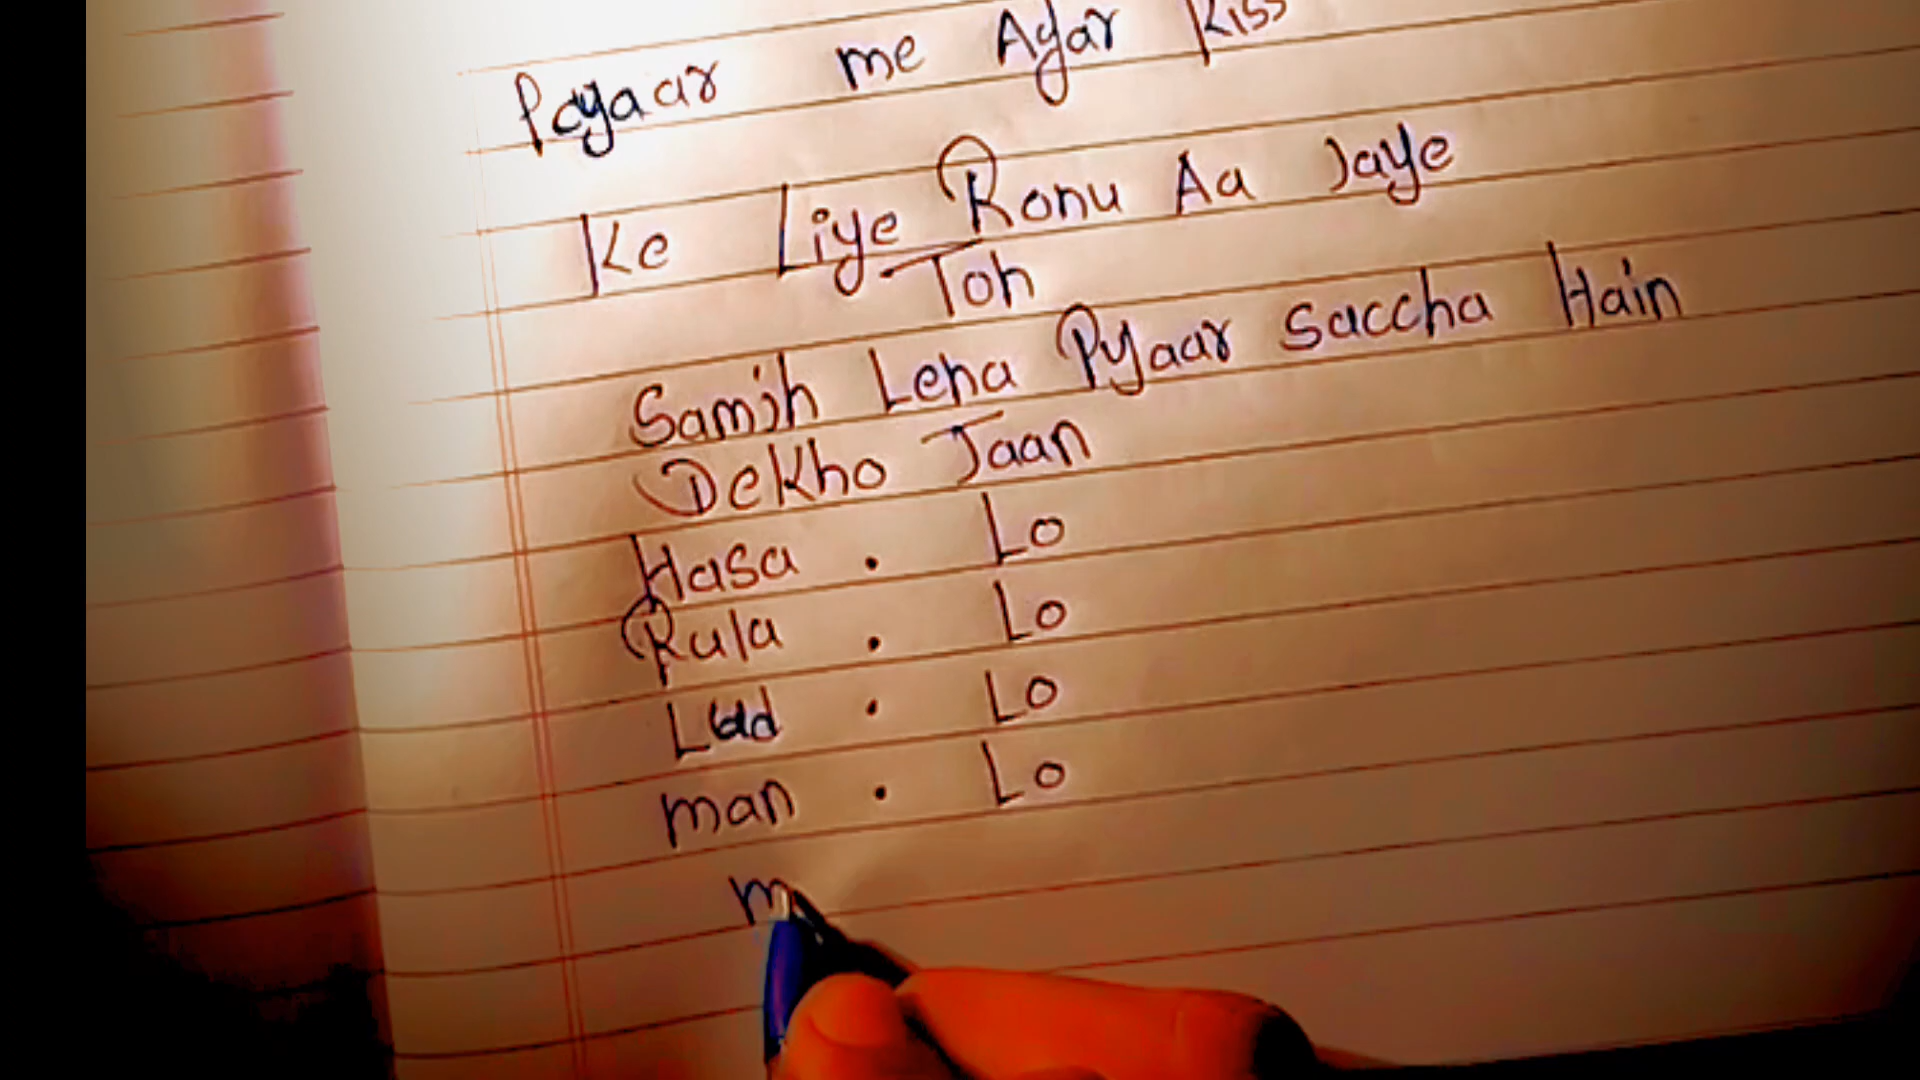 Payaar me Agar Kiss
Ke Liye Ronu Aa Jaye
Toh
Samjh Lena Pyaar Saccha Hain
Dekho Jaan
Hasa . Lo
Rula . Lo
Lad . Lo
man . Lo
m